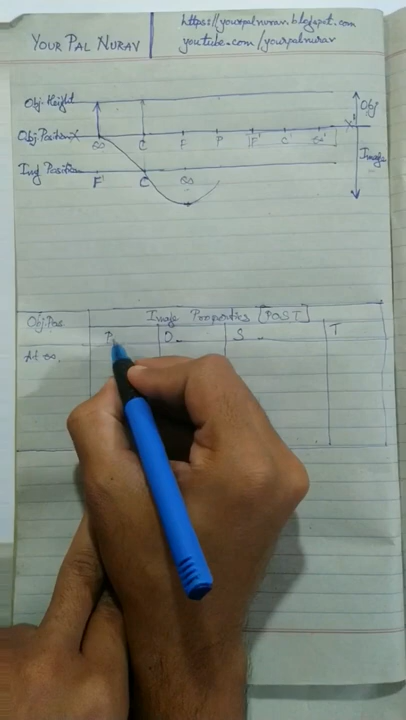 YOUR PAL NURAV
https://yourpalnurav.blogspot.com
youtube.com/yourpalnurav
Obj. Height
Obj
Obj. Position X
∞ C F P F' C' ∞'
X'
Image
Img Position
F' C ∞
Obj. Pos
Image Properties [POST]
P O S T
At ∞.